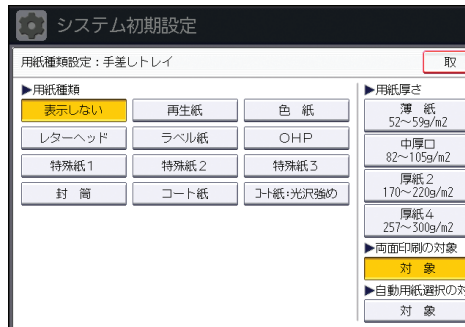 システム初期設定
用紙種類設定：手差しトレイ
取
▶用紙種類
表示しない
再生紙
色 紙
レターヘッド
ラベル紙
OHP
特殊紙1
特殊紙2
特殊紙3
封 筒
コート紙
コート紙：光沢強め
▶用紙厚さ
薄 紙
52～59g/m2
中厚口
82～105g/m2
厚紙2
170～220g/m2
厚紙4
257～300g/m2
▶両面印刷の対象
対 象
▶自動用紙選択の対
対 象